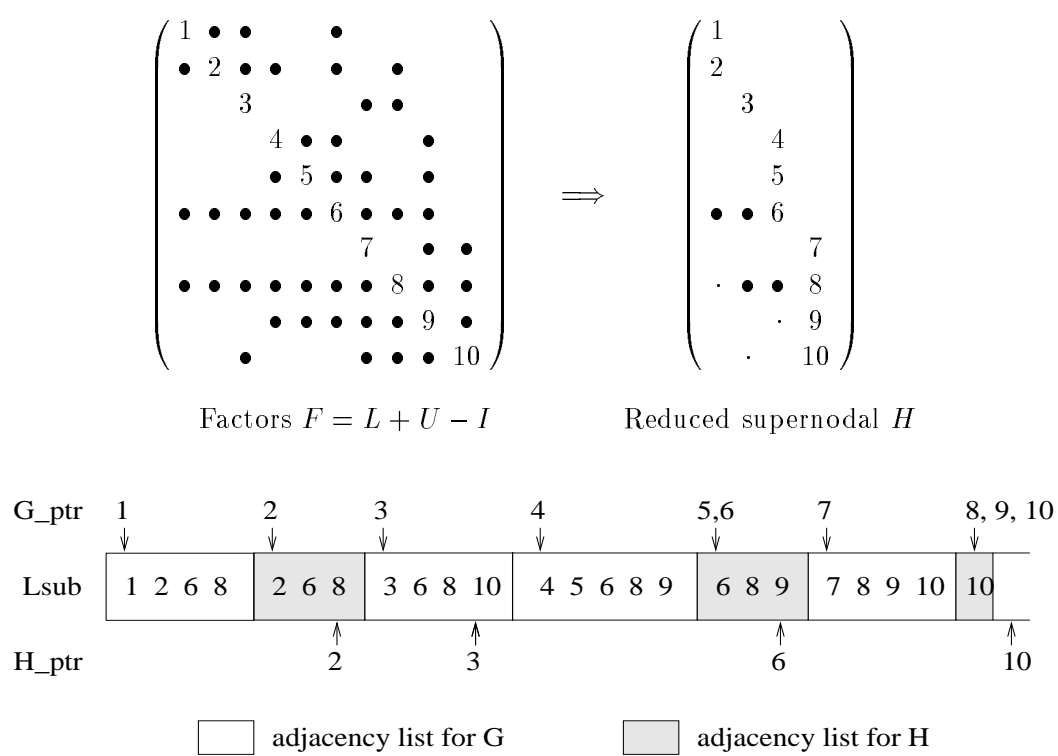 1 • • •
• 2 • • • •
3 • •
4 • • •
• 5 • • •
• • • • • 6 • • •
7 • •
• • • • • • • 8 • •
• • • • • 9 •
• • • • 10
⟹
1
2
3
4
5
• • 6
7
· • • 8
· 9
· 10
Factors F = L + U − I
Reduced supernodal H
G_ptr 1 2 3 4 5,6 7 8, 9, 10
Lsub 1 2 6 8 2 6 8 3 6 8 10 4 5 6 8 9 6 8 9 7 8 9 10 10
H_ptr 2 3 6 10
adjacency list for G adjacency list for H